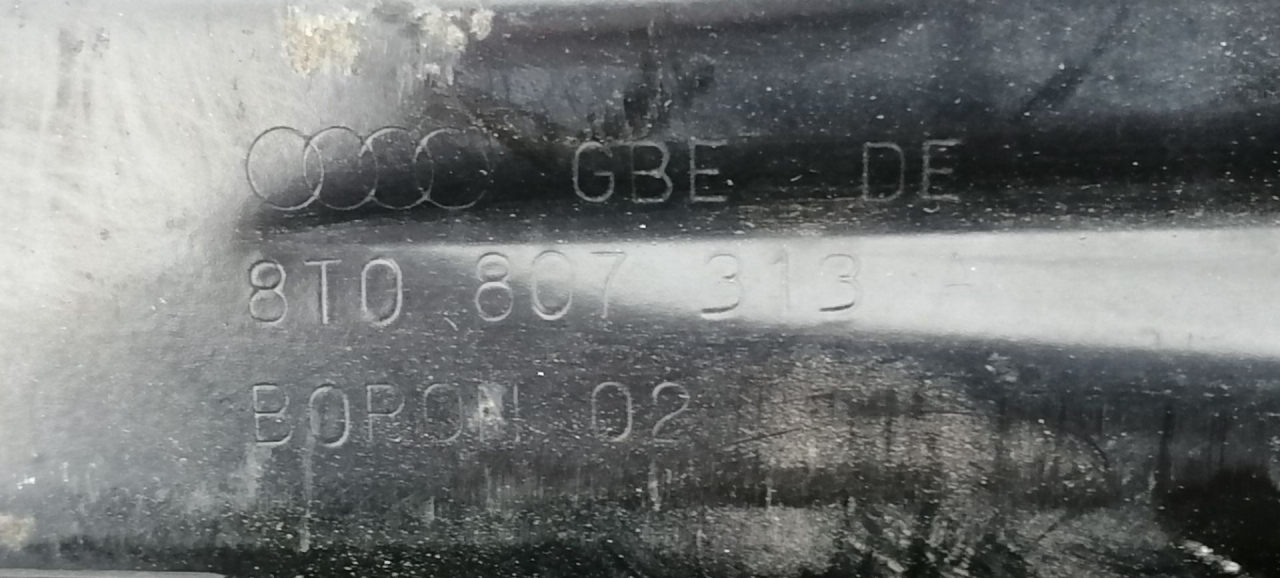 GBE DE
8T0 807 313 A
BORON 02